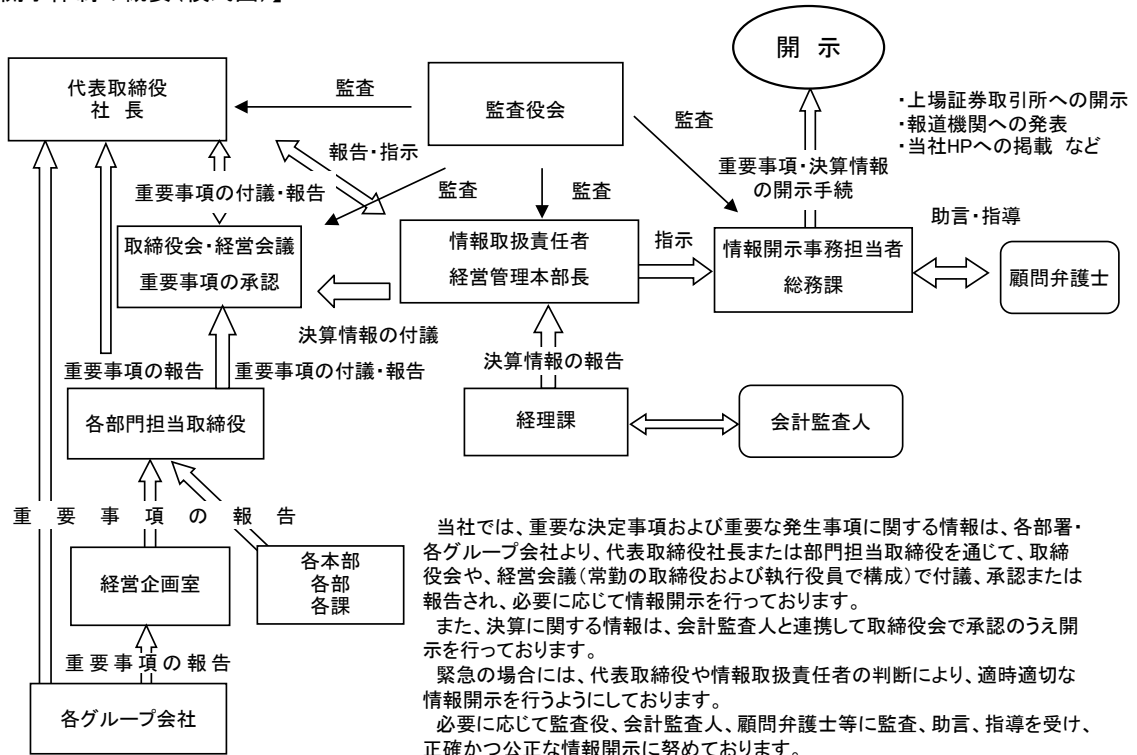 開 示
代表取締役
社 長
監査
監査役会
監査
・上場証券取引所への開示
・報道機関への発表
・当社HPへの掲載 など
報告・指示
重要事項・決算情報
の開示手続
重要事項の付議・報告
監査
監査
助言・指導
取締役会・経営会議
重要事項の承認
情報取扱責任者
経営管理本部長
指示
情報開示事務担当者
総務課
顧問弁護士
決算情報の付議
決算情報の報告
重要事項の報告
重要事項の付議・報告
各部門担当取締役
経理課
会計監査人
重 要 事 項 の 報 告
経営企画室
各本部
各部
各課
重要事項の報告
各グループ会社
当社では、重要な決定事項および重要な発生事項に関する情報は、各部署・
各グループ会社より、代表取締役社長または部門担当取締役を通じて、取締
役会や、経営会議（常勤の取締役および執行役員で構成）で付議、承認または
報告され、必要に応じて情報開示を行っております。
また、決算に関する情報は、会計監査人と連携して取締役会で承認のうえ開
示を行っております。
緊急の場合には、代表取締役や情報取扱責任者の判断により、適時適切な
情報開示を行うようにしております。
必要に応じて監査役、会計監査人、顧問弁護士等に監査、助言、指導を受け、
正確かつ公正な情報開示に努めております。